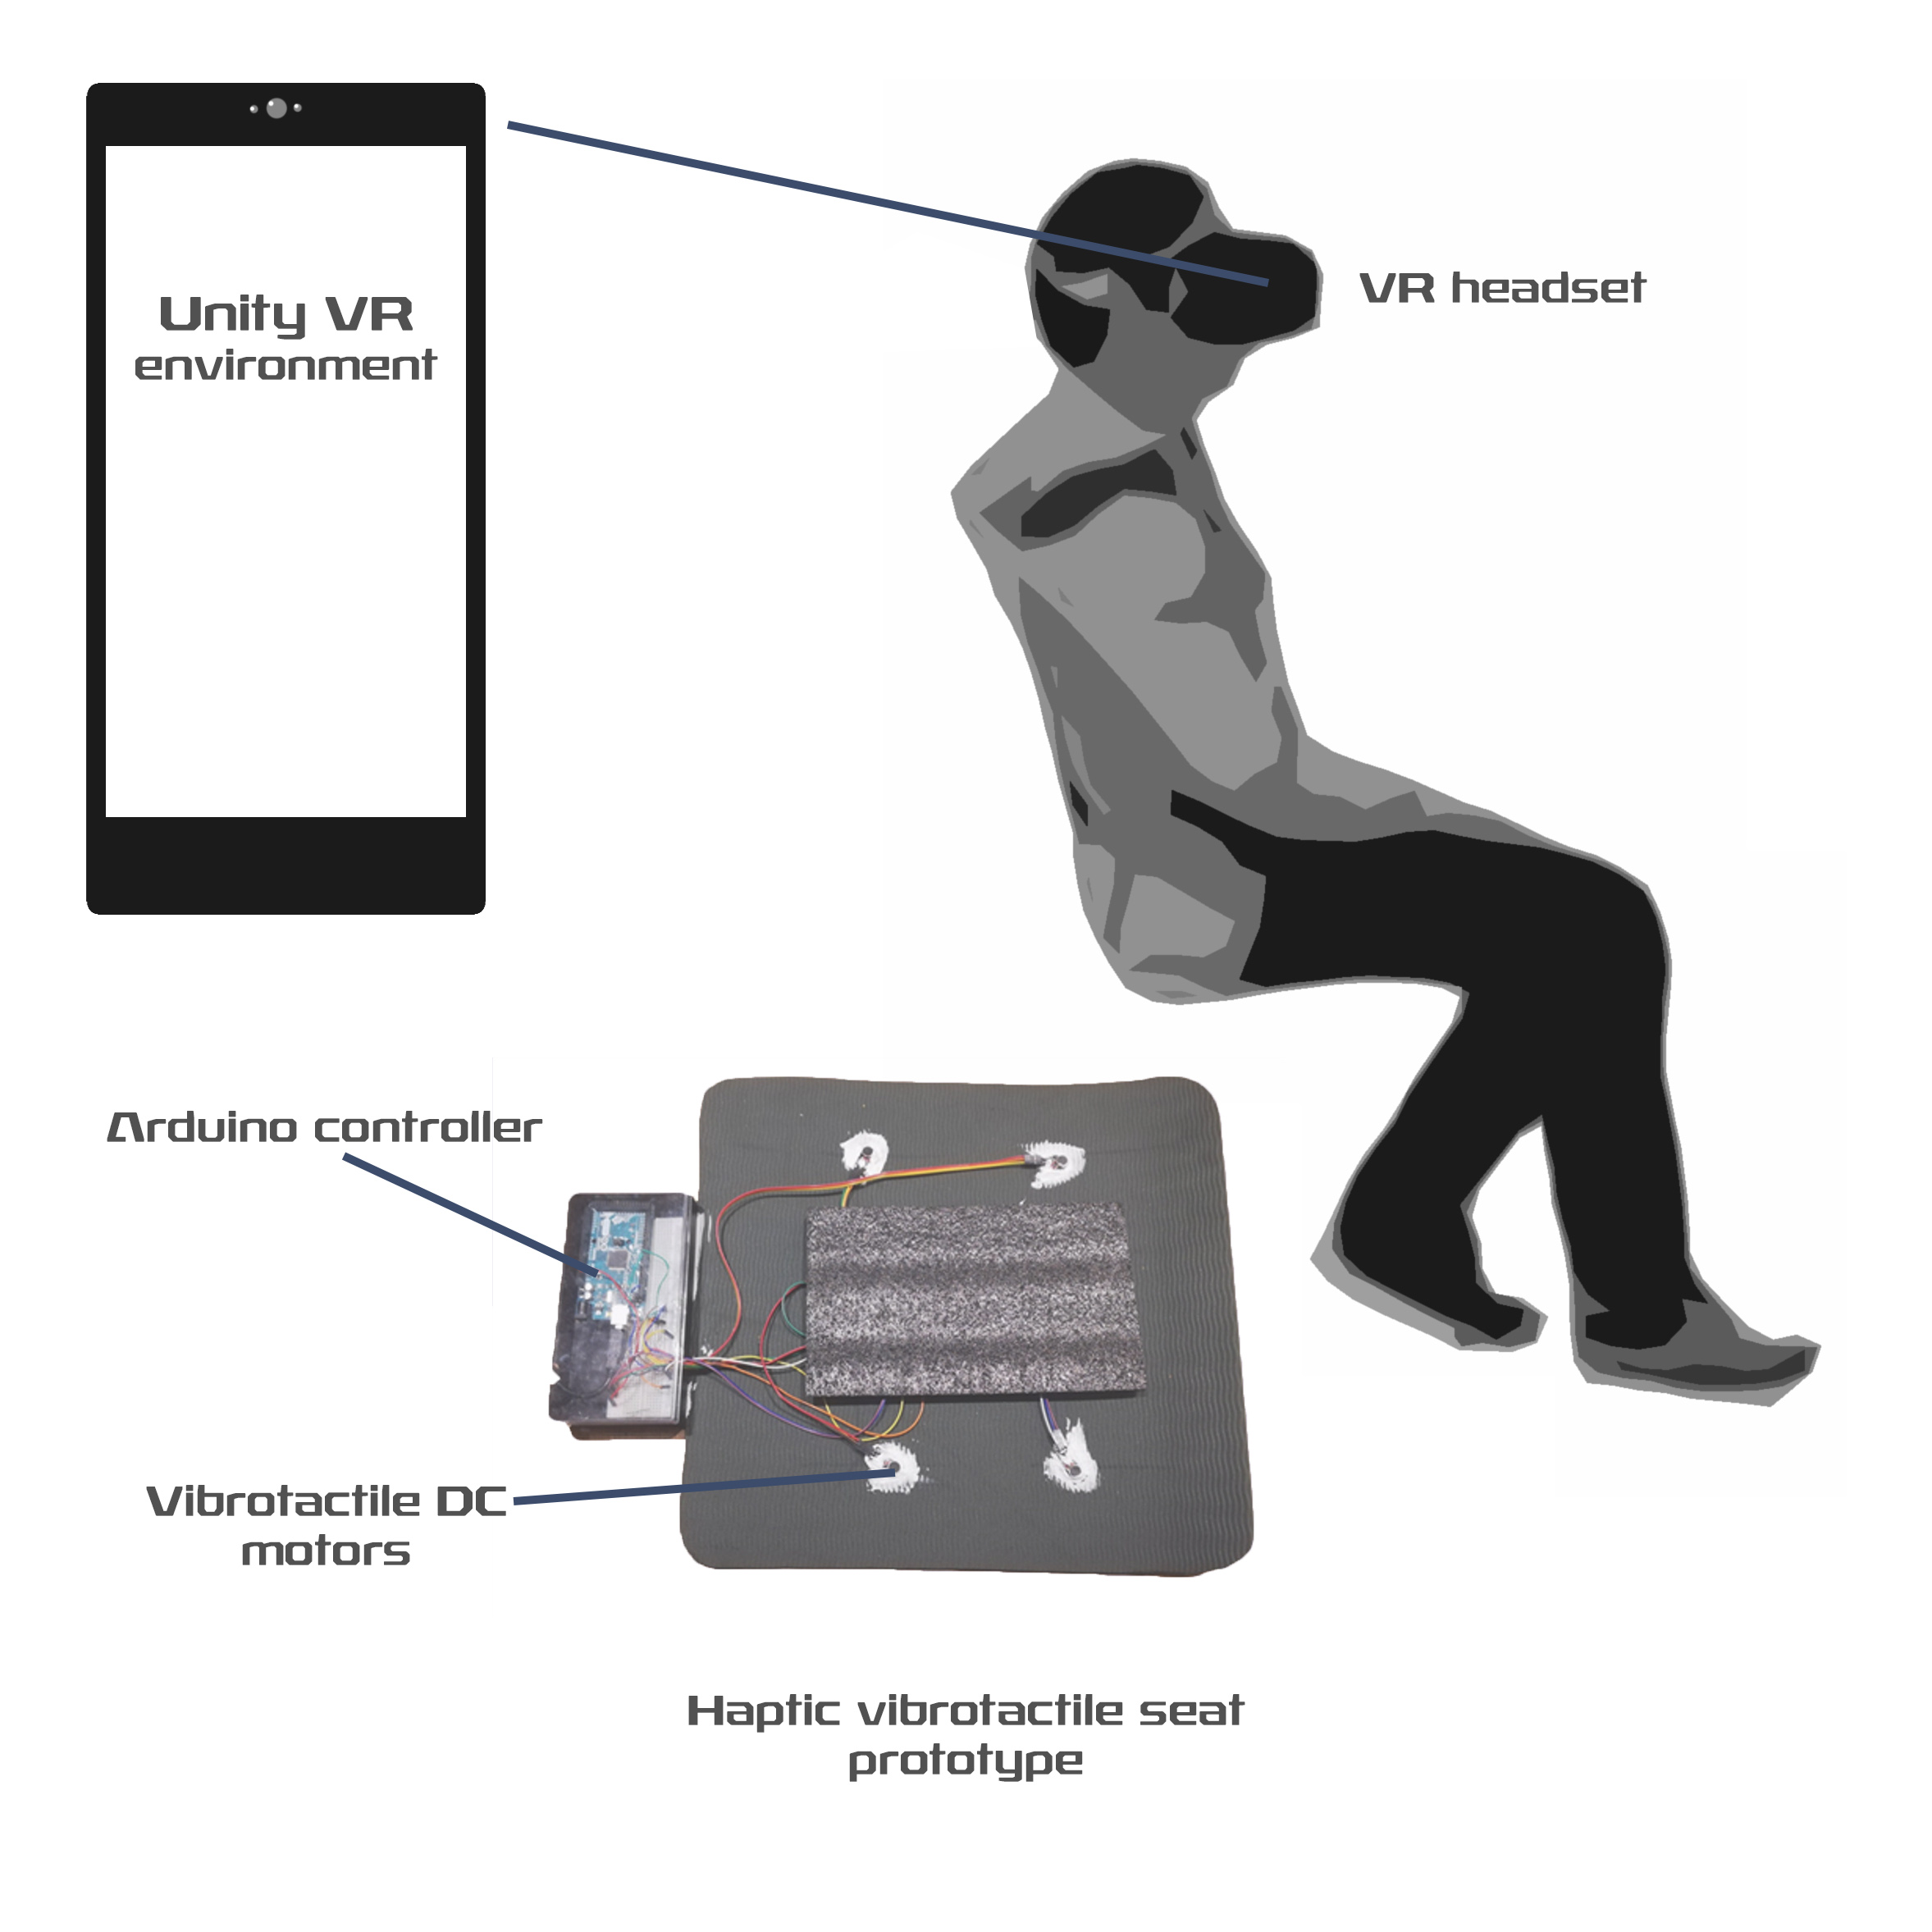 Unity VR
environment
VR headset
Arduino controller
Vibrotactile DC
motors
Haptic vibrotactile seat
prototype